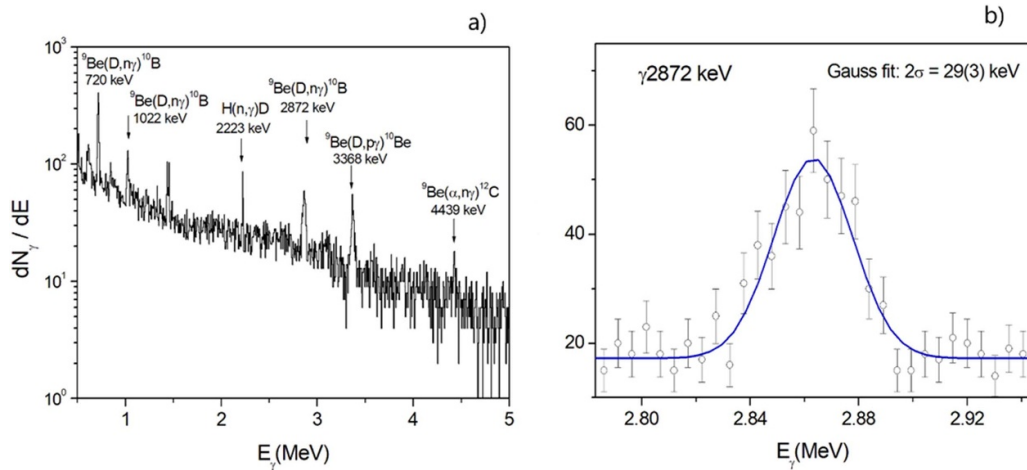 a)
b)
10³
10²
10¹
10⁰
dNᵧ / dE
⁹Be(D,nγ)¹⁰B
720 keV
⁹Be(D,nγ)¹⁰B
1022 keV
H(n,γ)D
2223 keV
⁹Be(D,nγ)¹⁰B
2872 keV
⁹Be(D,pγ)¹⁰Be
3368 keV
⁹Be(α,nγ)¹²C
4439 keV
1 2 3 4 5
Eᵧ(MeV)
γ2872 keV
Gauss fit: 2σ = 29(3) keV
60
40
20
2.80 2.84 2.88 2.92
Eᵧ(MeV)